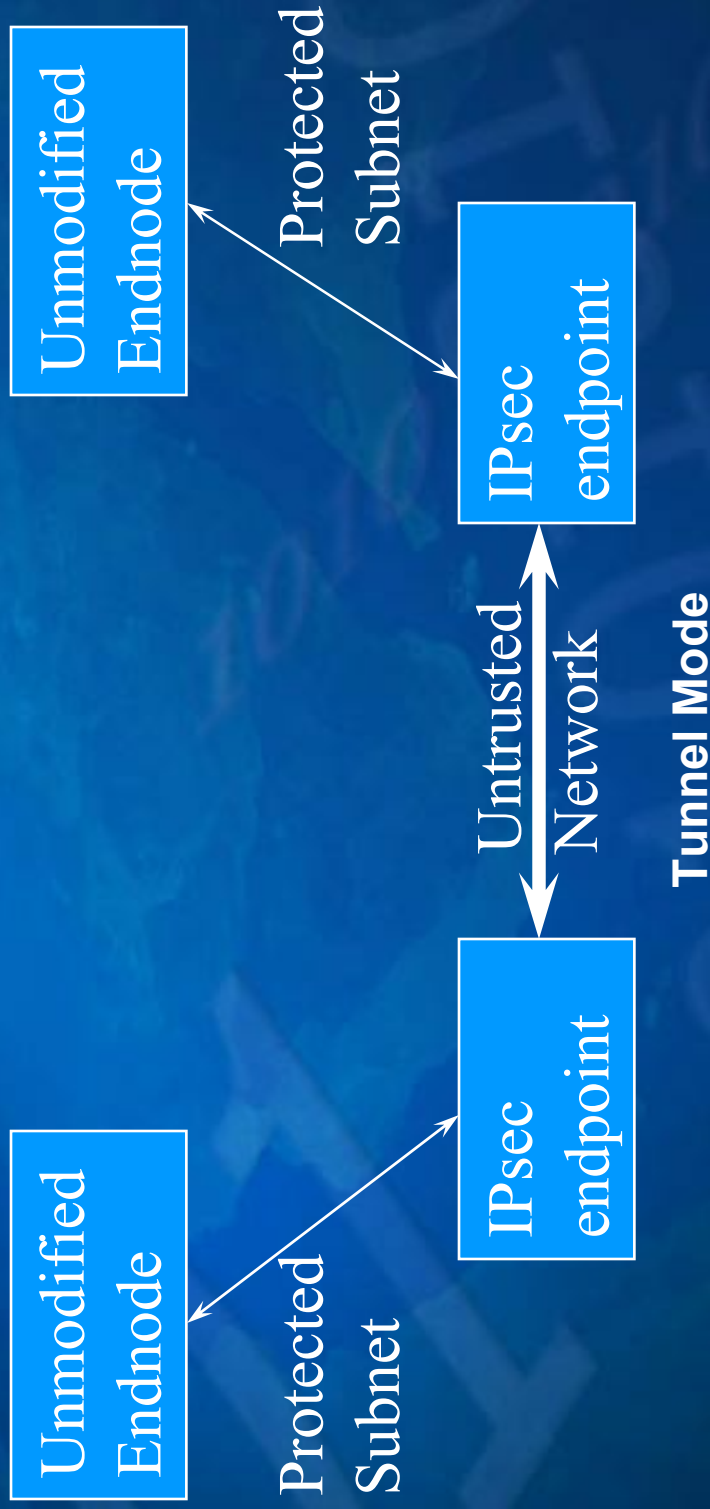 Unmodified
Endnode
Unmodified
Endnode
Protected
Subnet
Protected
Subnet
IPsec
endpoint
Untrusted
Network
IPsec
endpoint
Tunnel Mode